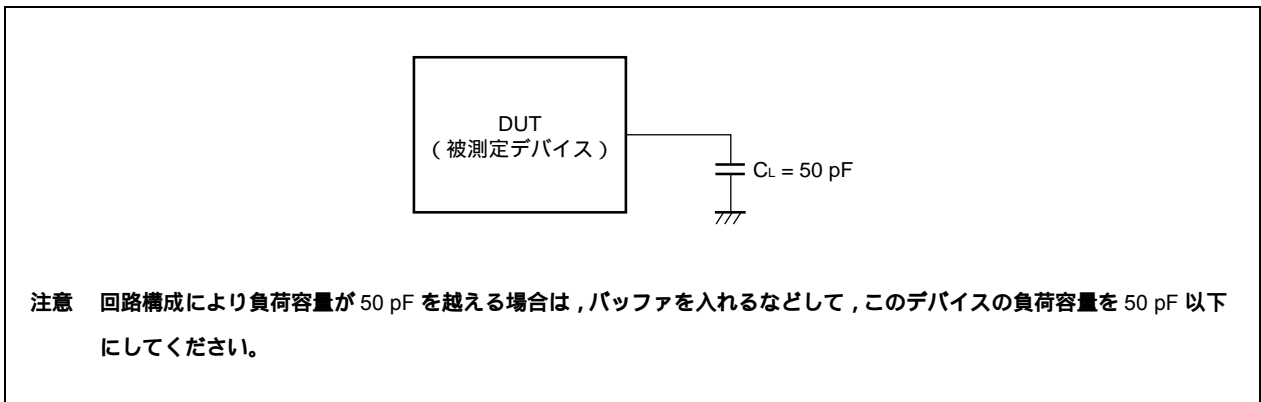 DUT
（被測定デバイス）
CL = 50 pF
注意　回路構成により負荷容量が 50 pF を越える場合は，バッファを入れるなどして，このデバイスの負荷容量を 50 pF 以下
にしてください。